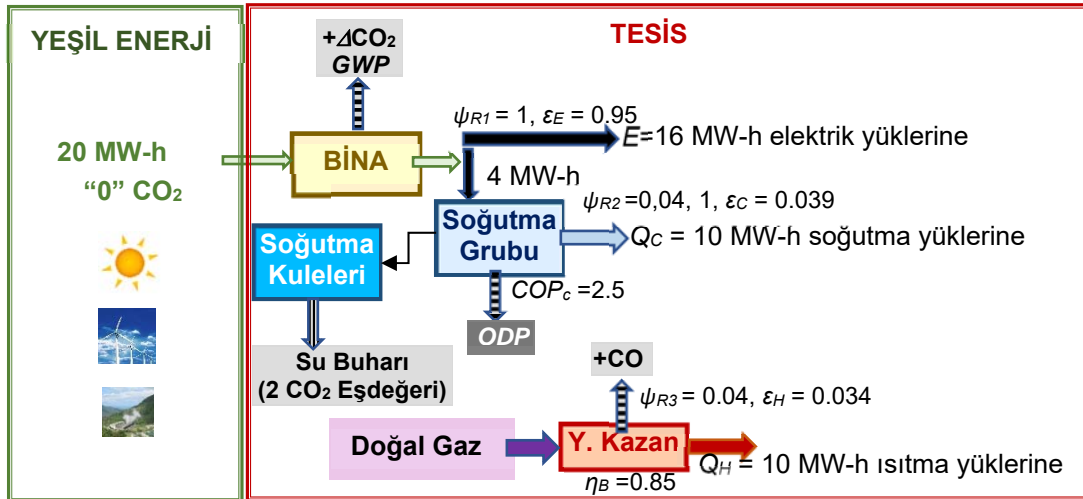 YEŞİL ENERJİ
20 MW-h
“0” CO₂
TESİS
+ΔCO₂
GWP
BİNA
ψR1 = 1, εE = 0.95
E=16 MW-h elektrik yüklerine
4 MW-h
ψR2 =0,04, 1, εC = 0.039
Soğutma
Grubu
QC = 10 MW-h soğutma yüklerine
Soğutma
Kuleleri
COPc =2.5
ODP
Su Buharı
(2 CO₂ Eşdeğeri)
+CO
ψR3 = 0.04, εH = 0.034
Doğal Gaz
Y. Kazan
QH = 10 MW-h ısıtma yüklerine
ηB =0.85